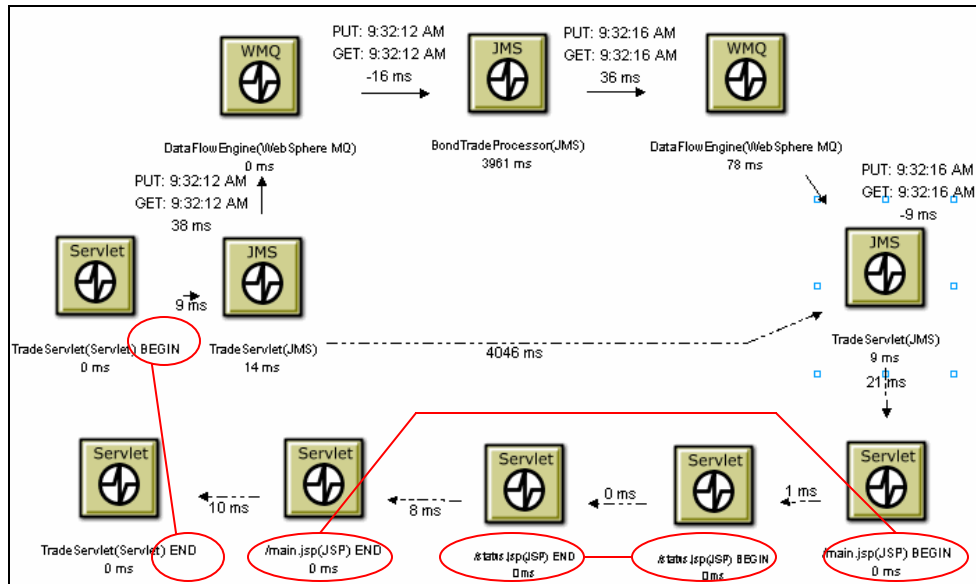 PUT: 9:32:12 AM
GET: 9:32:12 AM
-16 ms
PUT: 9:32:16 AM
GET: 9:32:16 AM
36 ms
WMQ
JMS
WMQ
DataFlowEngine(WebSphere MQ)
0 ms
BondTradeProcessor(JMS)
3961 ms
DataFlowEngine(WebSphere MQ)
78 ms
PUT: 9:32:12 AM
GET: 9:32:12 AM
38 ms
PUT: 9:32:16 AM
GET: 9:32:16 AM
-9 ms
Servlet
JMS
JMS
9 ms
TradeServlet(Servlet) BEGIN
0 ms
TradeServlet(JMS)
14 ms
4046 ms
TradeServlet(JMS)
9 ms
21 ms
Servlet
Servlet
Servlet
Servlet
Servlet
10 ms
8 ms
0 ms
1 ms
TradeServlet(Servlet) END
0 ms
/main.jsp(JSP) END
0 ms
/status.jsp(JSP) END
0 ms
/status.jsp(JSP) BEGIN
0 ms
/main.jsp(JSP) BEGIN
0 ms